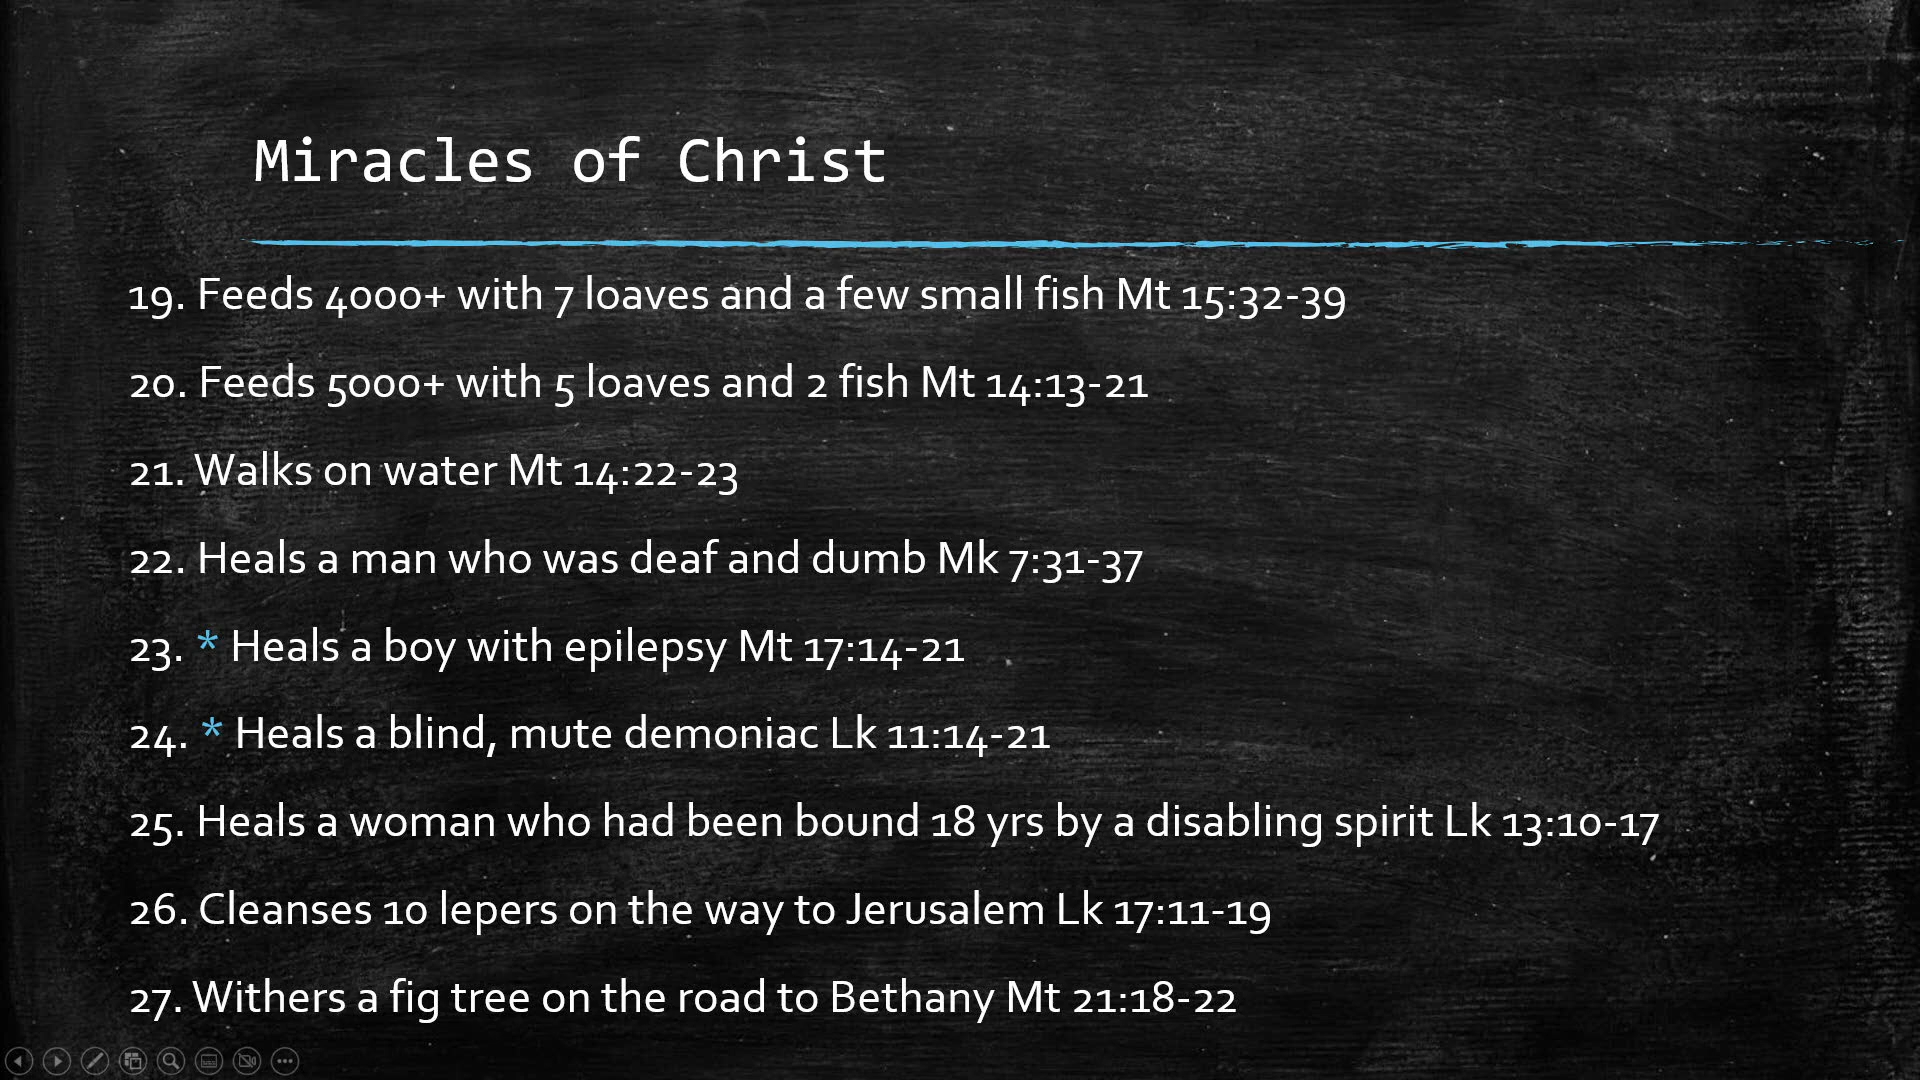 Miracles of Christ
19. Feeds 4000+ with 7 loaves and a few small fish Mt 15:32-39
20. Feeds 5000+ with 5 loaves and 2 fish Mt 14:13-21
21. Walks on water Mt 14:22-23
22. Heals a man who was deaf and dumb Mk 7:31-37
23. * Heals a boy with epilepsy Mt 17:14-21
24. * Heals a blind, mute demoniac Lk 11:14-21
25. Heals a woman who had been bound 18 yrs by a disabling spirit Lk 13:10-17
26. Cleanses 10 lepers on the way to Jerusalem Lk 17:11-19
27. Withers a fig tree on the road to Bethany Mt 21:18-22